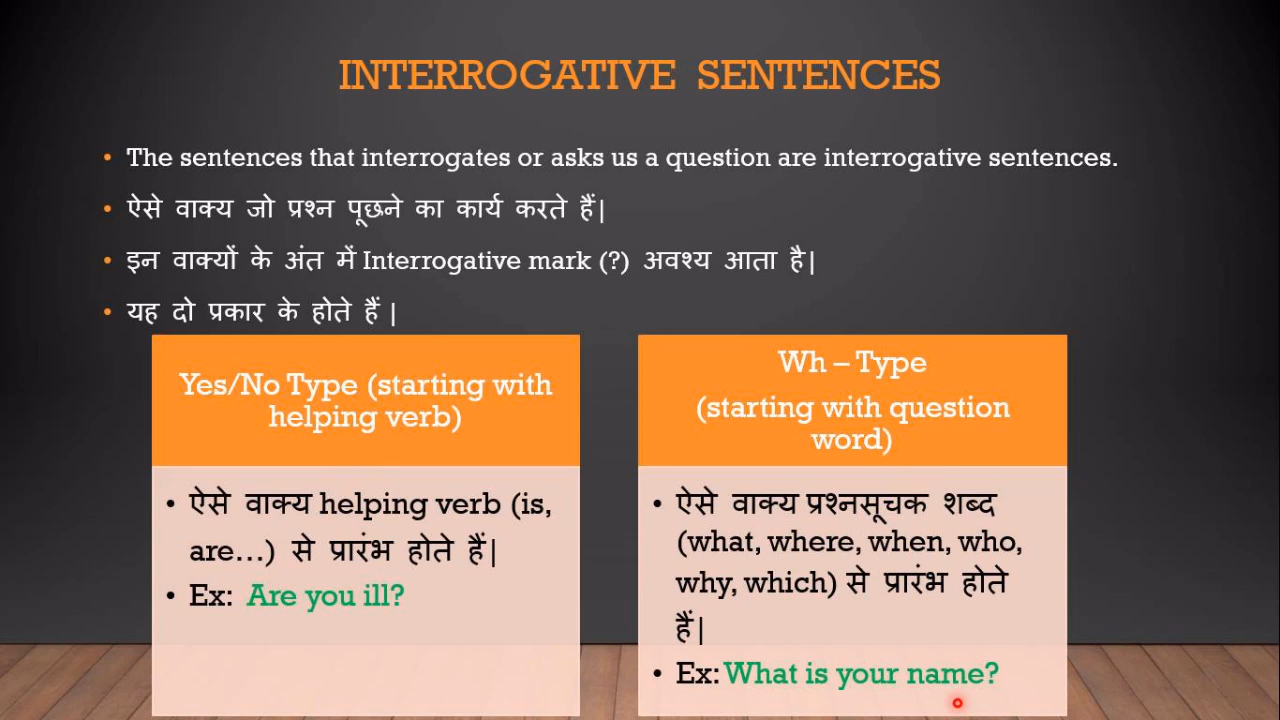 INTERROGATIVE SENTENCES
• The sentences that interrogates or asks us a question are interrogative sentences.
• ऐसे वाक्य जो प्रश्न पूछने का कार्य करते हैं|
• इन वाक्यों के अंत में Interrogative mark (?) अवश्य आता है|
• यह दो प्रकार के होते हैं |
Yes/No Type (starting with
helping verb)
• ऐसे वाक्य helping verb (is,
are...) से प्रारंभ होते हैं|
• Ex: Are you ill?
Wh – Type
(starting with question
word)
• ऐसे वाक्य प्रश्नसूचक शब्द
(what, where, when, who,
why, which) से प्रारंभ होते
हैं|
• Ex: What is your name?